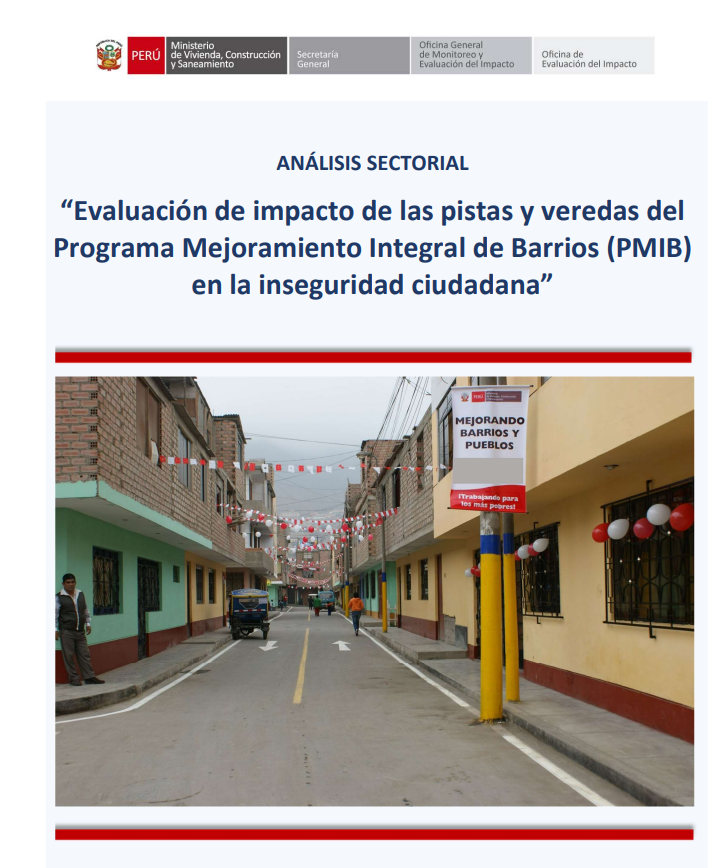 PERÚ
Ministerio
de Vivienda, Construcción
y Saneamiento
Secretaría
General
Oficina General
de Monitoreo y
Evaluación del Impacto
Oficina de
Evaluación del Impacto
ANÁLISIS SECTORIAL
“Evaluación de impacto de las pistas y veredas del
Programa Mejoramiento Integral de Barrios (PMIB)
en la inseguridad ciudadana”
PERÚ
MEJORANDO
BARRIOS Y
PUEBLOS
¡Trabajando para
los más pobres!